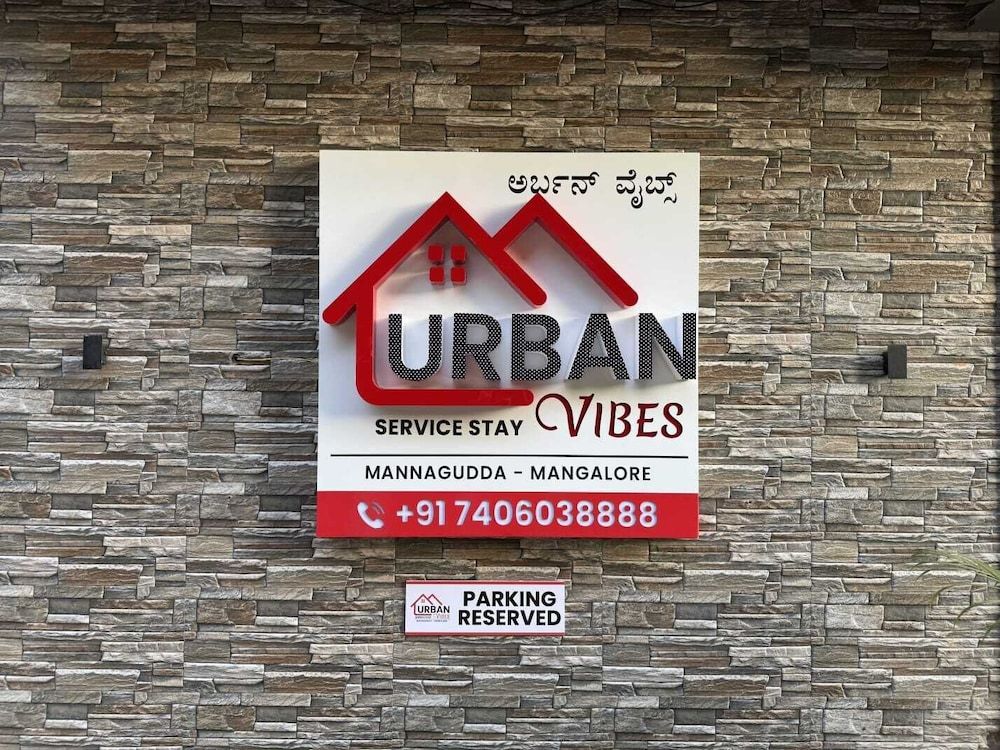 ಅರ್ಬನ್ ವೈಬ್ಸ್
URBAN
SERVICE STAY VIBES
MANNAGUDDA - MANGALORE
+91 7406038888
URBAN
PARKING
RESERVED